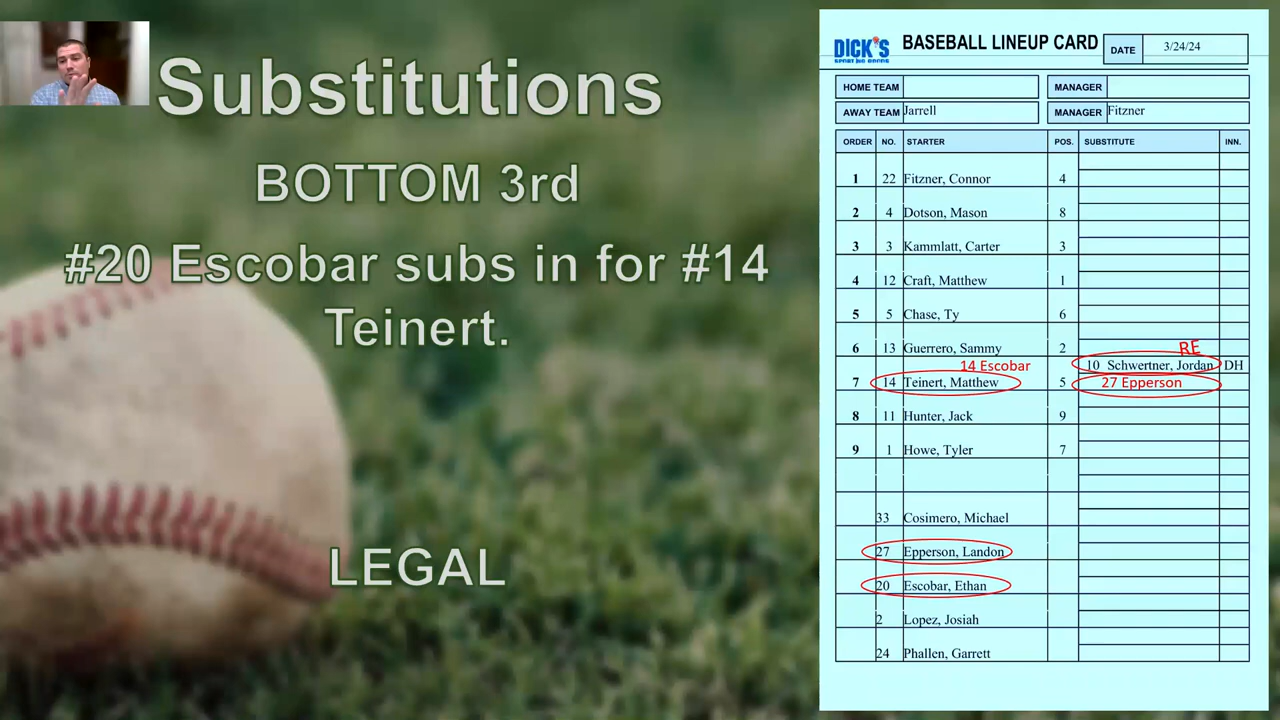 Substitutions
BOTTOM 3rd
#20 Escobar subs in for #14
Teinert.
LEGAL
DICK'S
SPORTING GOODS
BASEBALL LINEUP CARD
DATE 3/24/24
HOME TEAM MANAGER
AWAY TEAM Jarrell MANAGER Fitzner
ORDER NO. STARTER POS. SUBSTITUTE INN.
1 22 Fitzner, Connor 4
2 4 Dotson, Mason 8
3 3 Kammlatt, Carter 3
4 12 Craft, Matthew 1
5 5 Chase, Ty 6
6 13 Guerrero, Sammy 2 RE
14 Escobar 10 Schwertner, Jordan DH
7 14 Teinert, Matthew 5 27 Epperson
8 11 Hunter, Jack 9
9 1 Howe, Tyler 7
33 Cosimero, Michael
27 Epperson, Landon
20 Escobar, Ethan
2 Lopez, Josiah
24 Phallen, Garrett